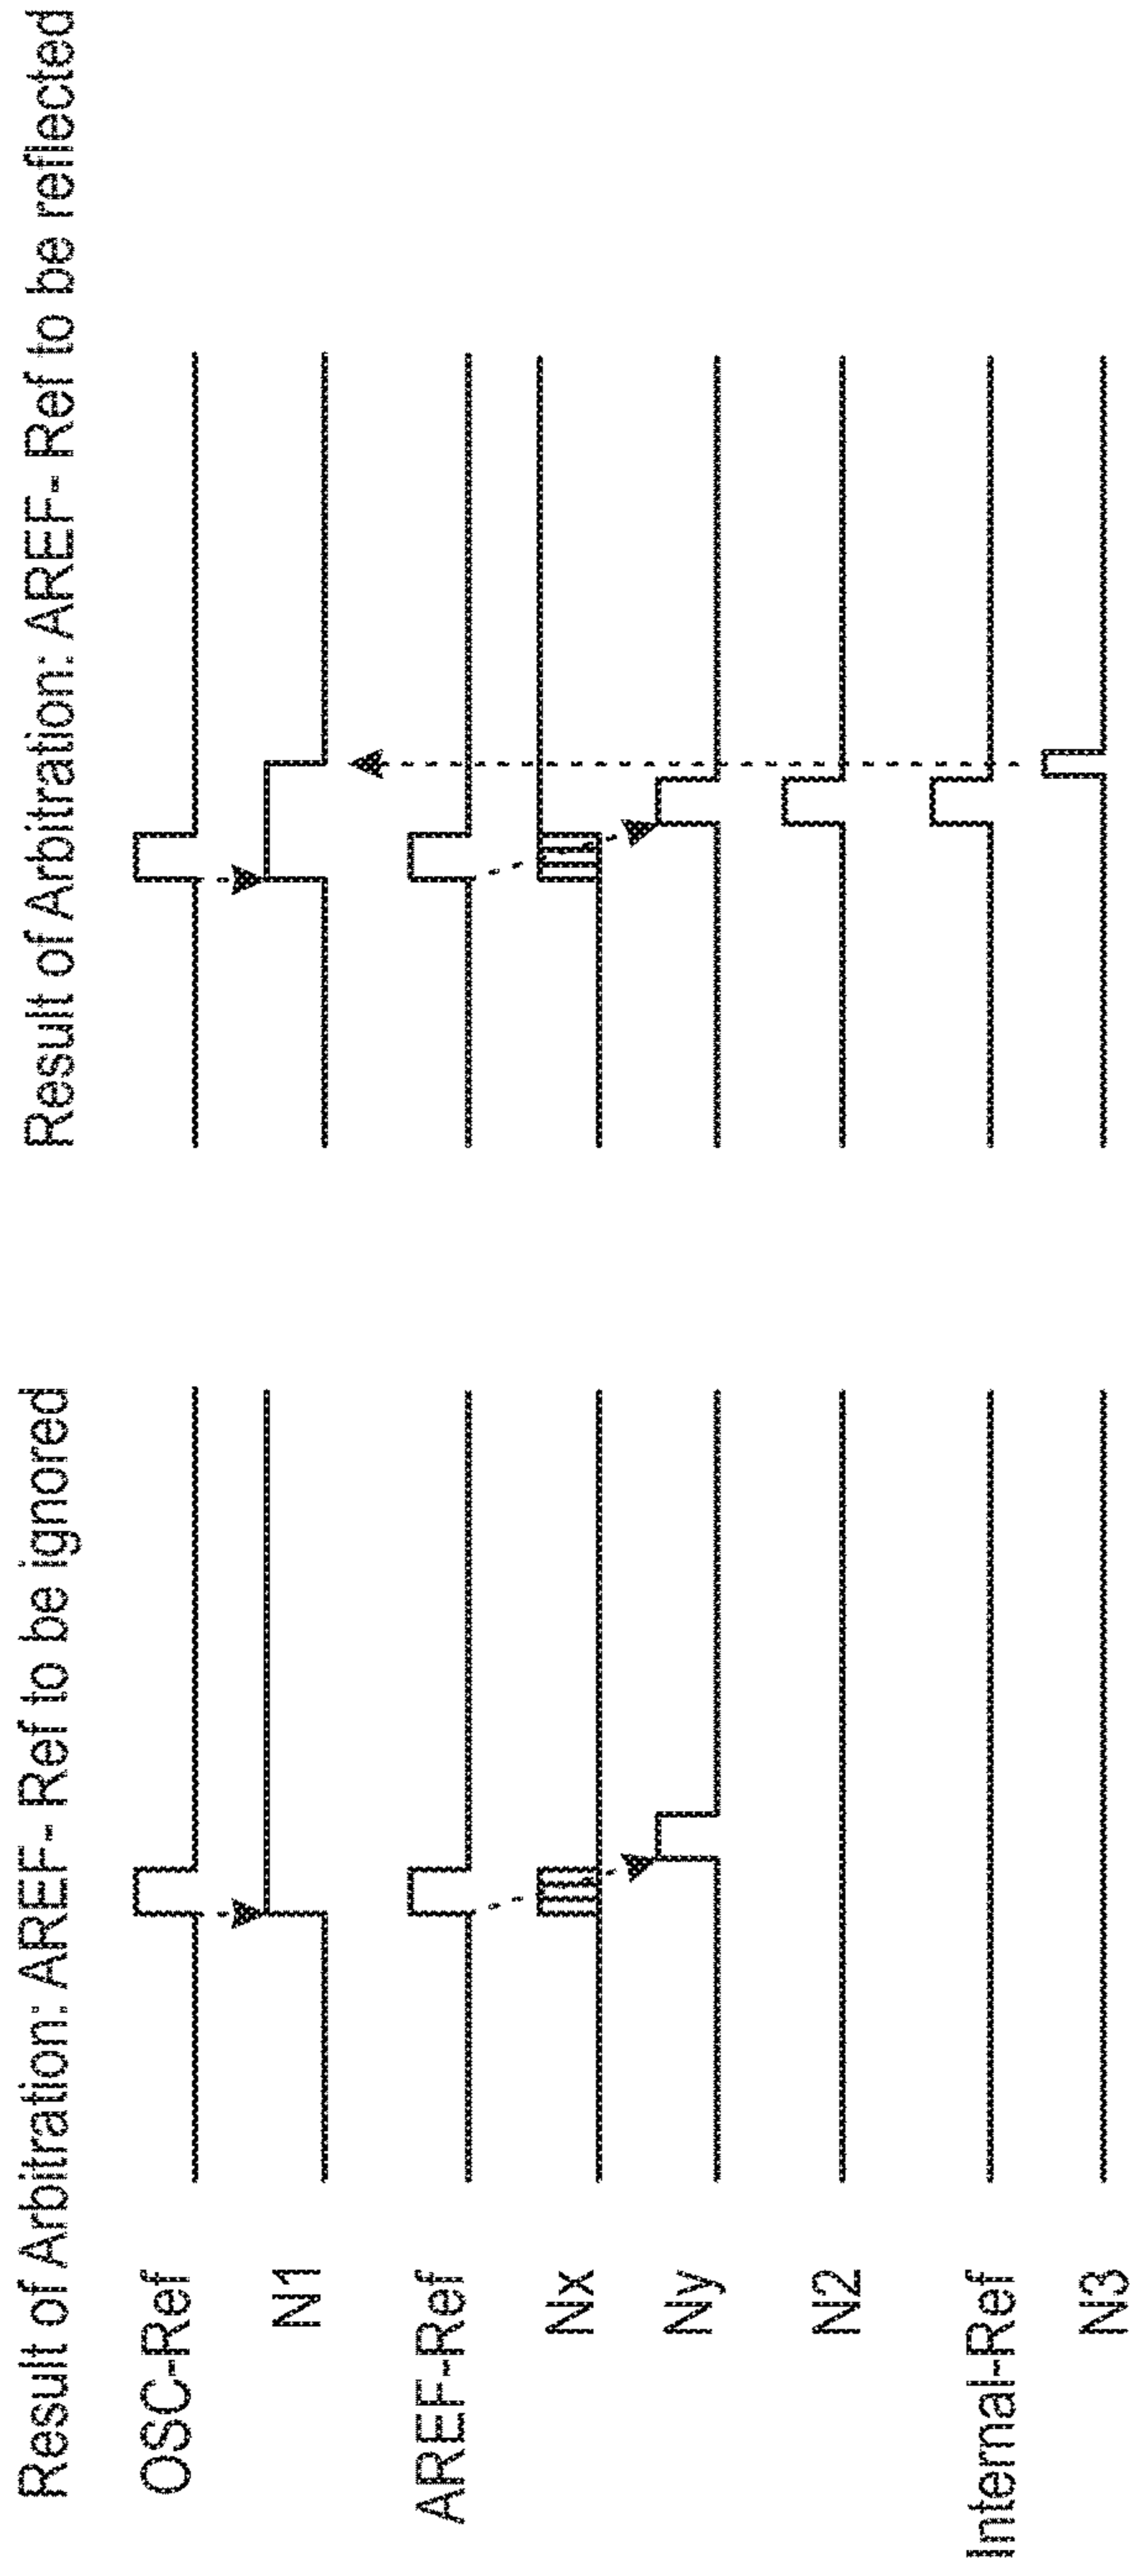 Result of Arbitration: AREF-Ref to be ignored
Result of Arbitration: AREF-Ref to be reflected
OSC-Ref
N1
AREF-Ref
Nx
Ny
N2
Internal-Ref
N3